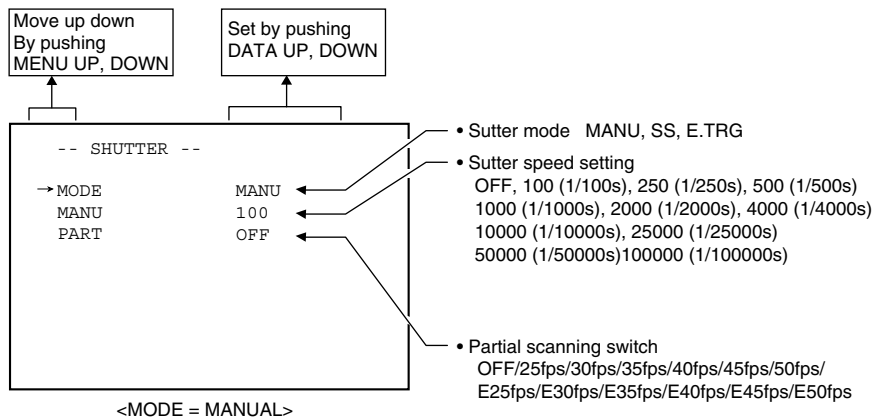 Move up down
By pushing
MENU UP, DOWN
Set by pushing
DATA UP, DOWN
-- SHUTTER --
→MODE MANU
MANU 100
PART OFF
<MODE = MANUAL>
• Sutter mode MANU, SS, E.TRG
• Sutter speed setting
OFF, 100 (1/100s), 250 (1/250s), 500 (1/500s)
1000 (1/1000s), 2000 (1/2000s), 4000 (1/4000s)
10000 (1/10000s), 25000 (1/25000s)
50000 (1/50000s)100000 (1/100000s)
• Partial scanning switch
OFF/25fps/30fps/35fps/40fps/45fps/50fps/
E25fps/E30fps/E35fps/E40fps/E45fps/E50fps